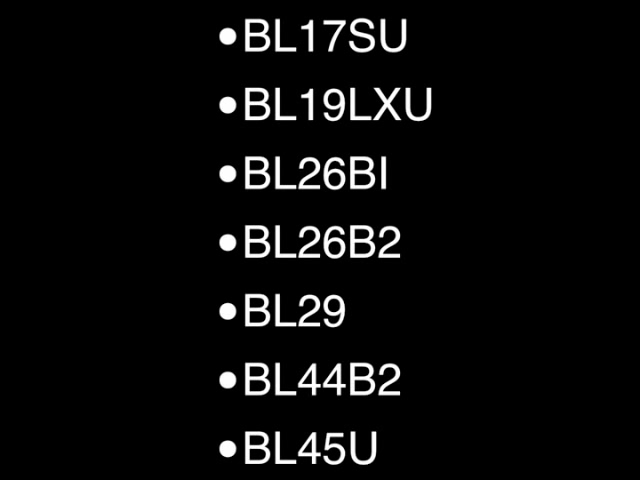 •BL17SU
•BL19LXU
•BL26BI
•BL26B2
•BL29
•BL44B2
•BL45U